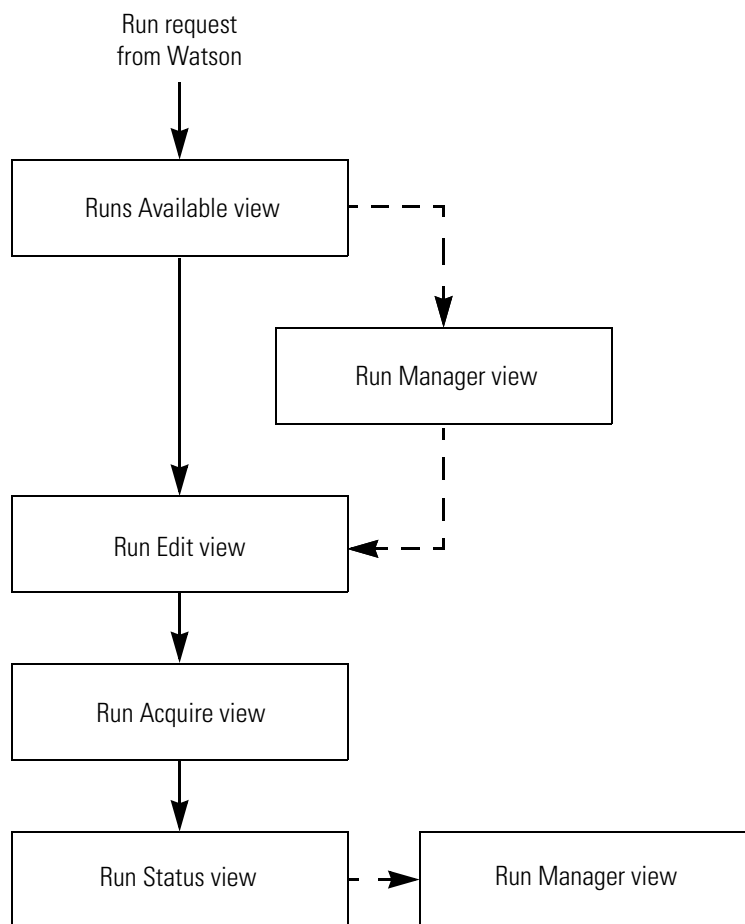 Run request
from Watson
Runs Available view
Run Manager view
Run Edit view
Run Acquire view
Run Status view
Run Manager view